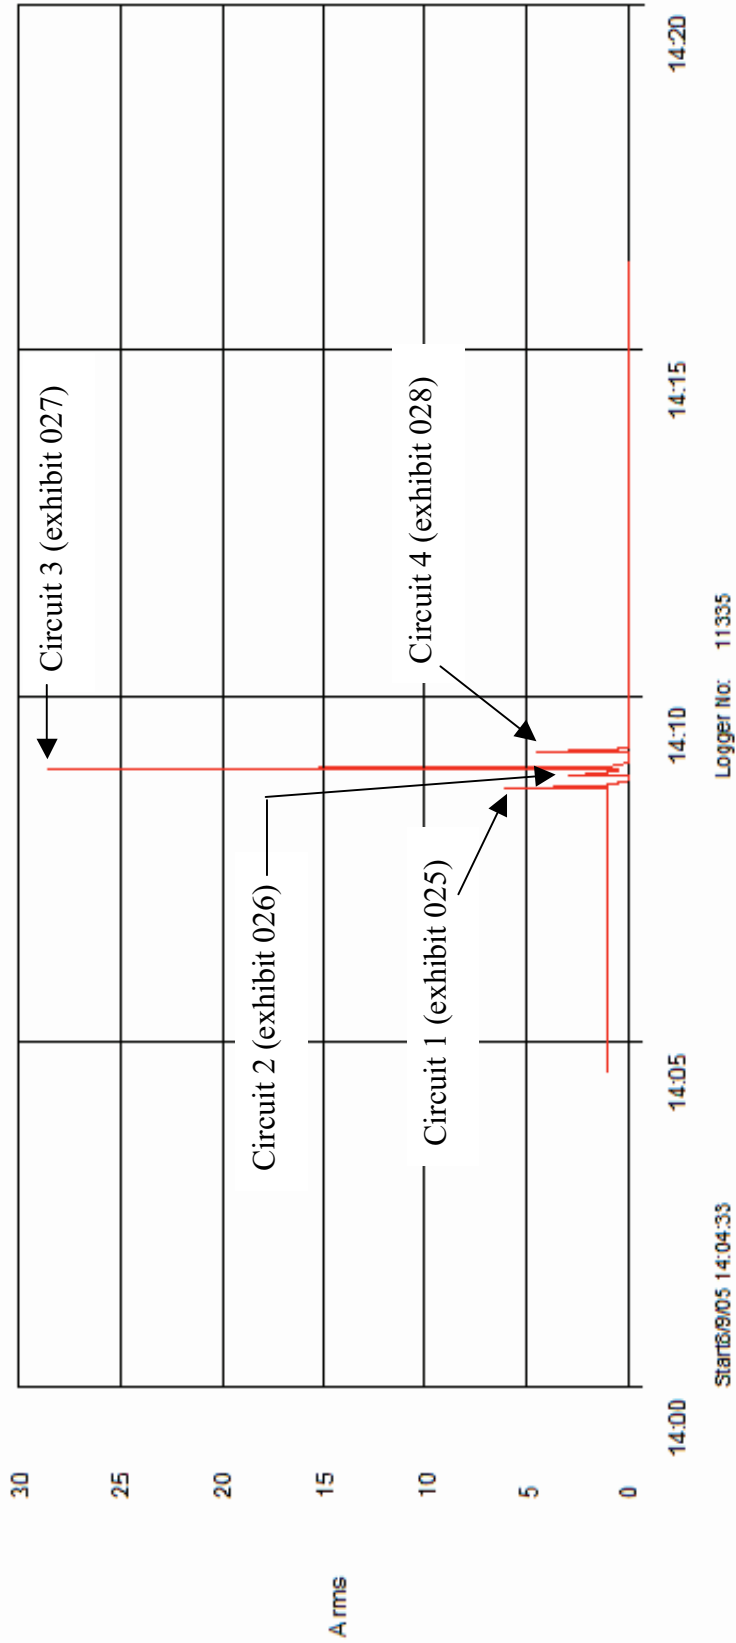 30
25
20
15
10
5
0
Arms
Circuit 3 (exhibit 027)
Circuit 2 (exhibit 026)
Circuit 1 (exhibit 025)
Circuit 4 (exhibit 028)
14:00
14:05
14:10
14:15
14:20
Start8/9/05 14:04:33
Logger No: 11335